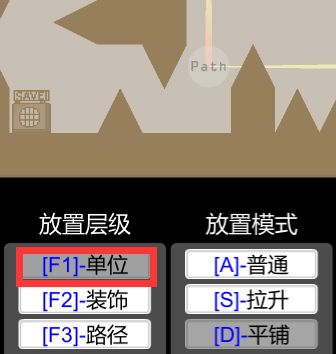 Path
SAVE!
放置层级 放置模式
[F1]-单位 [A]-普通
[F2]-装饰 [S]-拉升
[F3]-路径 [D]-平铺